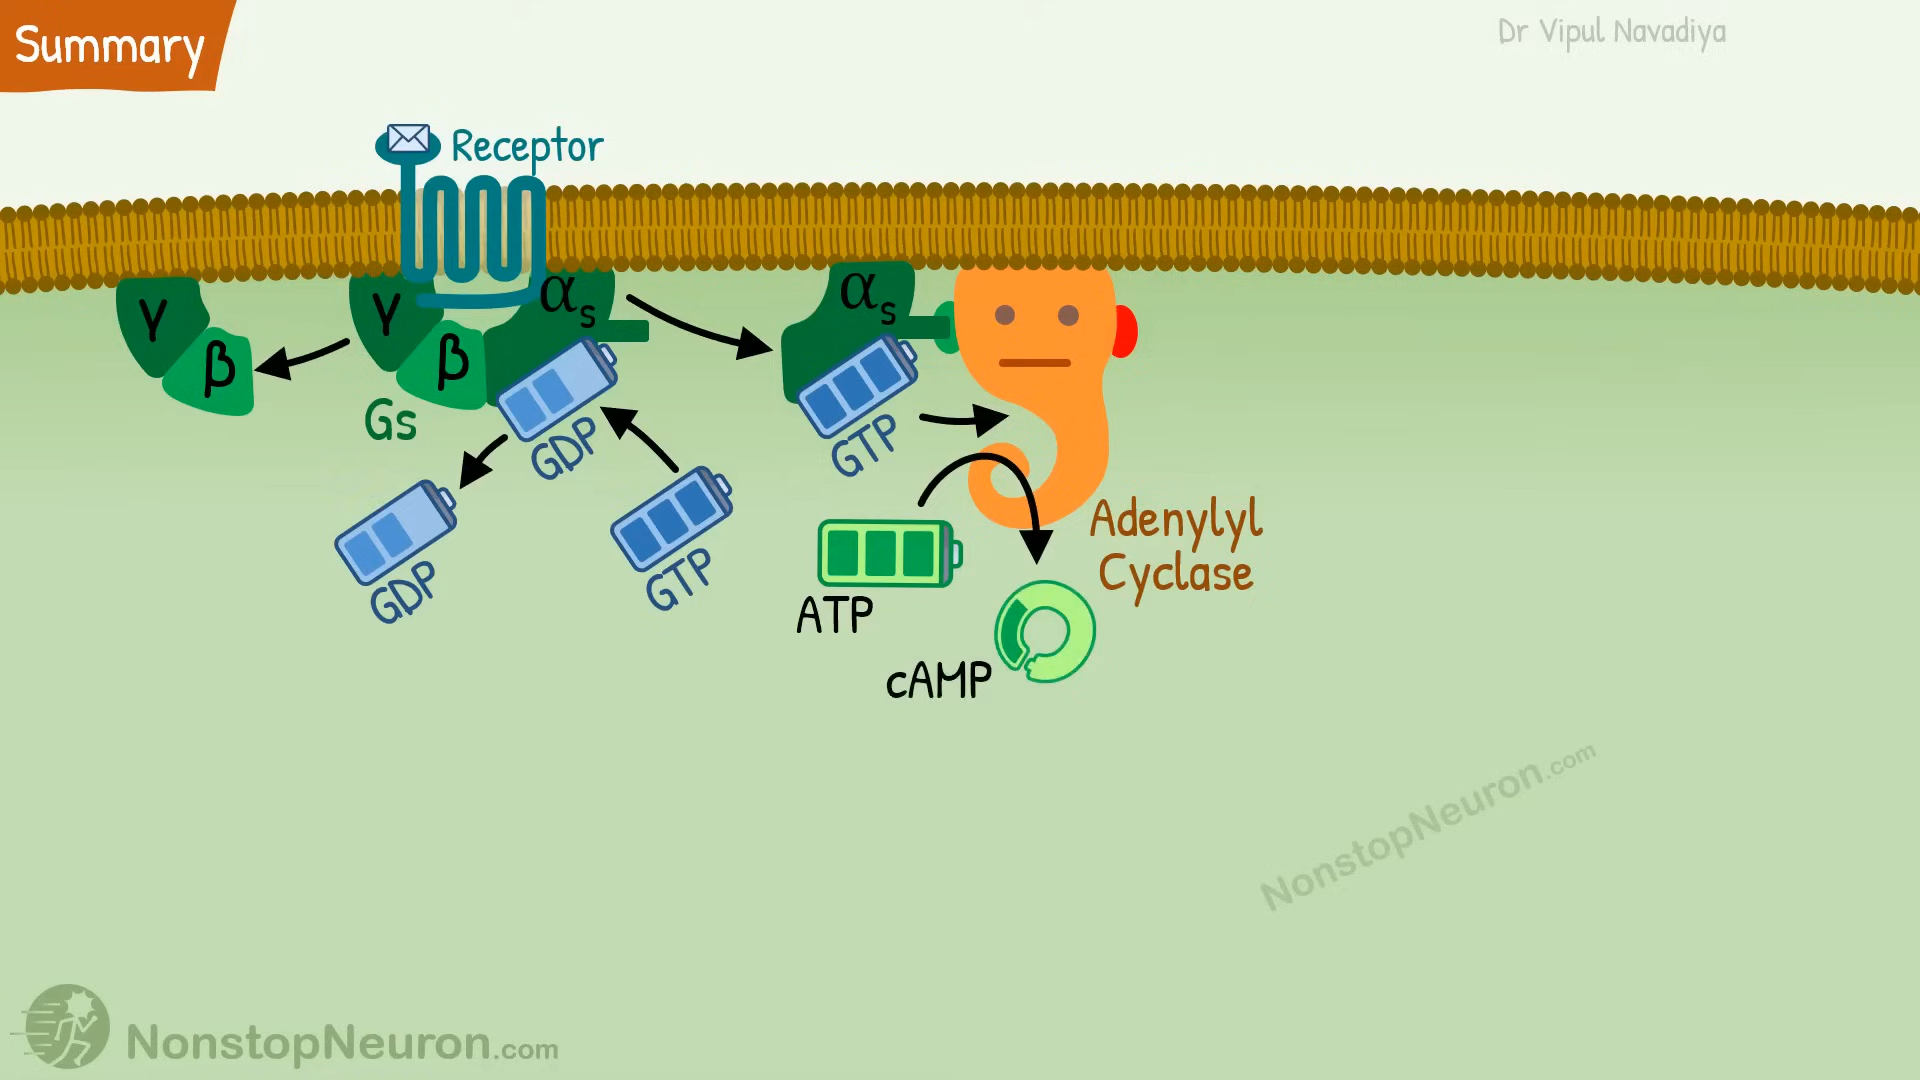 Summary
Dr Vipul Navadiya
Receptor
γ
β
γ
β
αs
Gs
GDP
GDP
GTP
αs
GTP
ATP
cAMP
Adenylyl
Cyclase
NonstopNeuron.com
NonstopNeuron.com